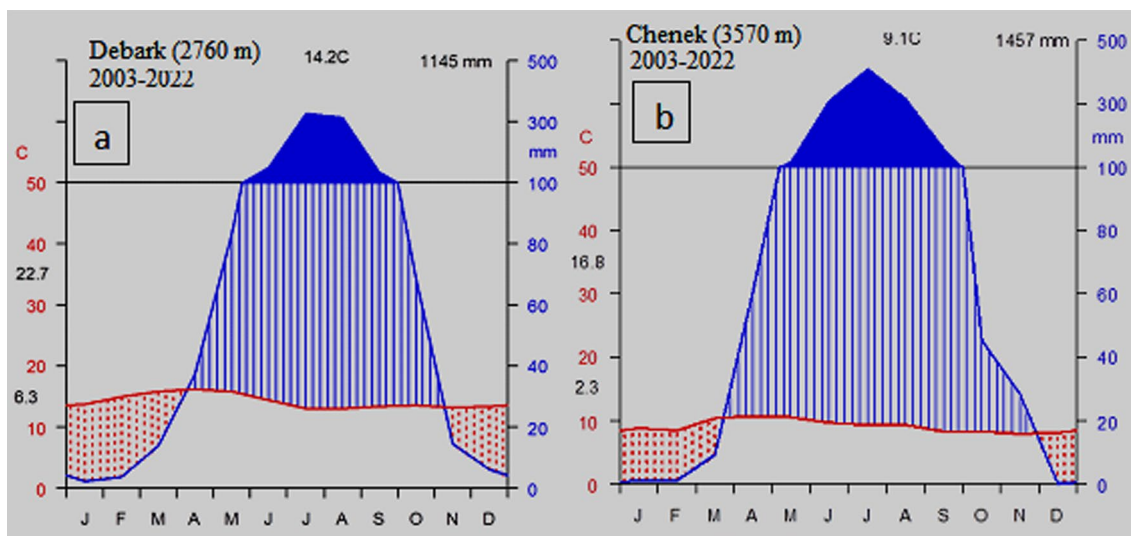 Debark (2760 m)
2003-2022
14.2C
1145 mm
a
C
50
40
22.7
30
20
6.3
10
0
500
300
mm
100
80
60
40
20
0
J F M A M J J A S O N D
Chenek (3570 m)
2003-2022
9.1C
1457 mm
b
C
50
40
16.8
30
20
2.3
10
0
500
300
mm
100
80
60
40
20
0
J F M A M J J A S O N D